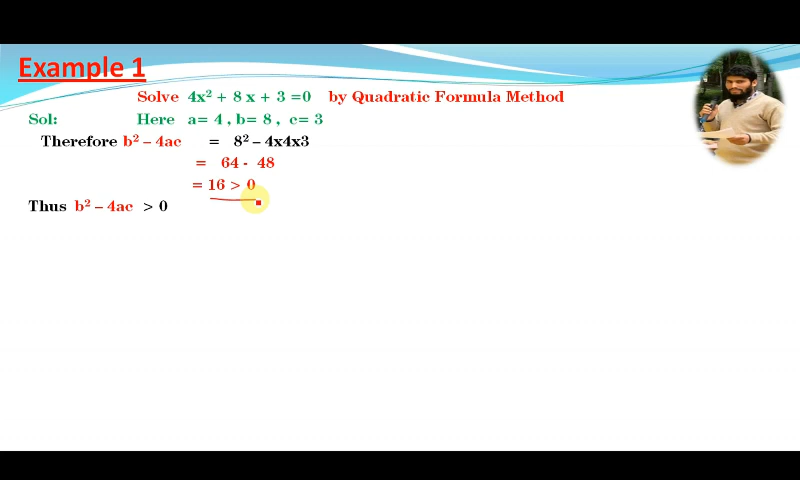 Example 1
Solve 4x² + 8 x + 3 =0 by Quadratic Formula Method
Sol: Here a= 4 , b= 8 , c= 3
Therefore b² – 4ac = 8² – 4x4x3
= 64 - 48
= 16 > 0
Thus b² – 4ac > 0